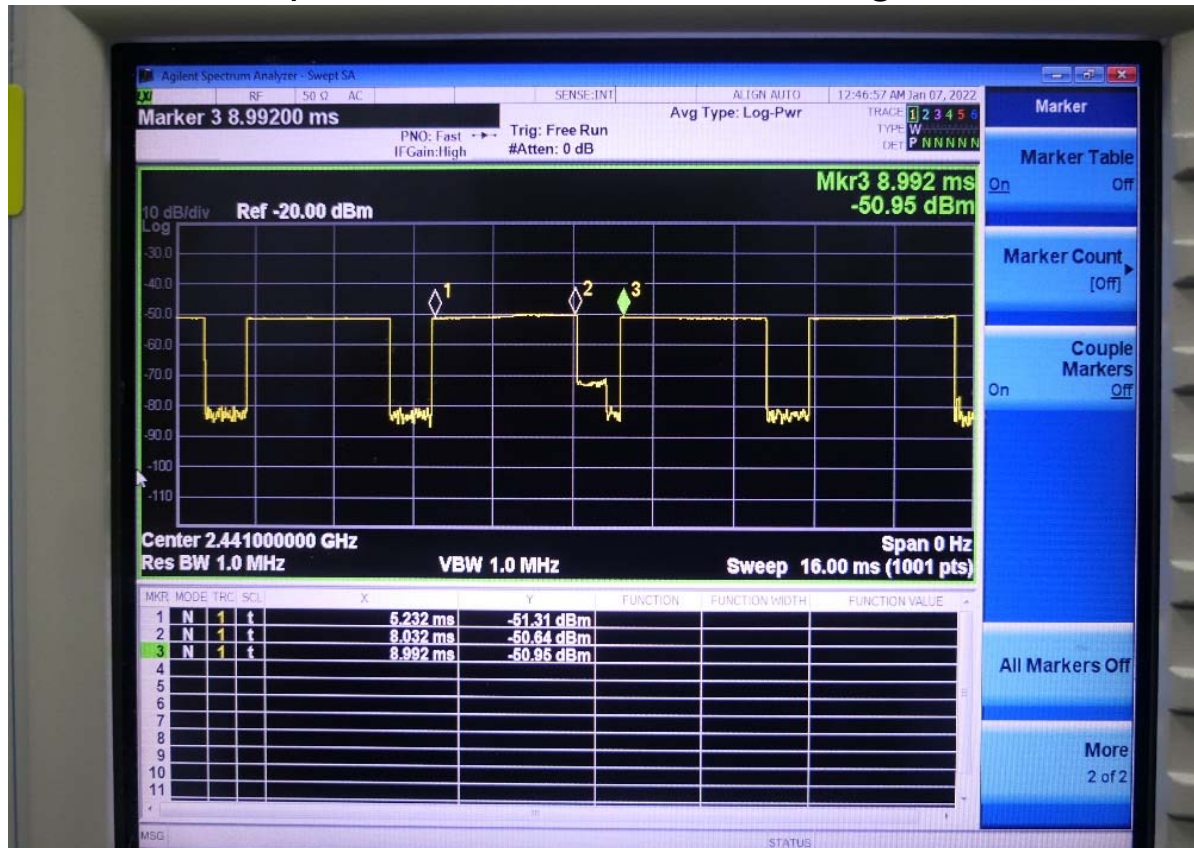 Agilent Spectrum Analyzer - Swept SA
LXI RF 50 Ω AC SENSE:INT ALIGN AUTO 12:46:57 AM Jan 07, 2022
Marker 3 8.99200 ms
PNO: Fast
IFGain:High
Trig: Free Run
#Atten: 0 dB
Avg Type: Log-Pwr
TRACE 1 2 3 4 5 6
TYPE W
DET P N N N N N
Mkr3 8.992 ms
-50.95 dBm
10 dB/div Ref -20.00 dBm
Log
-30.0
-40.0
-50.0
-60.0
-70.0
-80.0
-90.0
-100
-110
1 2 3
Center 2.441000000 GHz Span 0 Hz
Res BW 1.0 MHz VBW 1.0 MHz Sweep 16.00 ms (1001 pts)
MKR MODE TRC SCL X Y FUNCTION FUNCTION WIDTH FUNCTION VALUE
1 N 1 t 5.232 ms -51.31 dBm
2 N 1 t 8.032 ms -50.64 dBm
3 N 1 t 8.992 ms -50.95 dBm
4
5
6
7
8
9
10
11
MSG STATUS
Marker
Marker Table
On Off
Marker Count
[Off]
Couple
Markers
On Off
All Markers Off
More
2 of 2